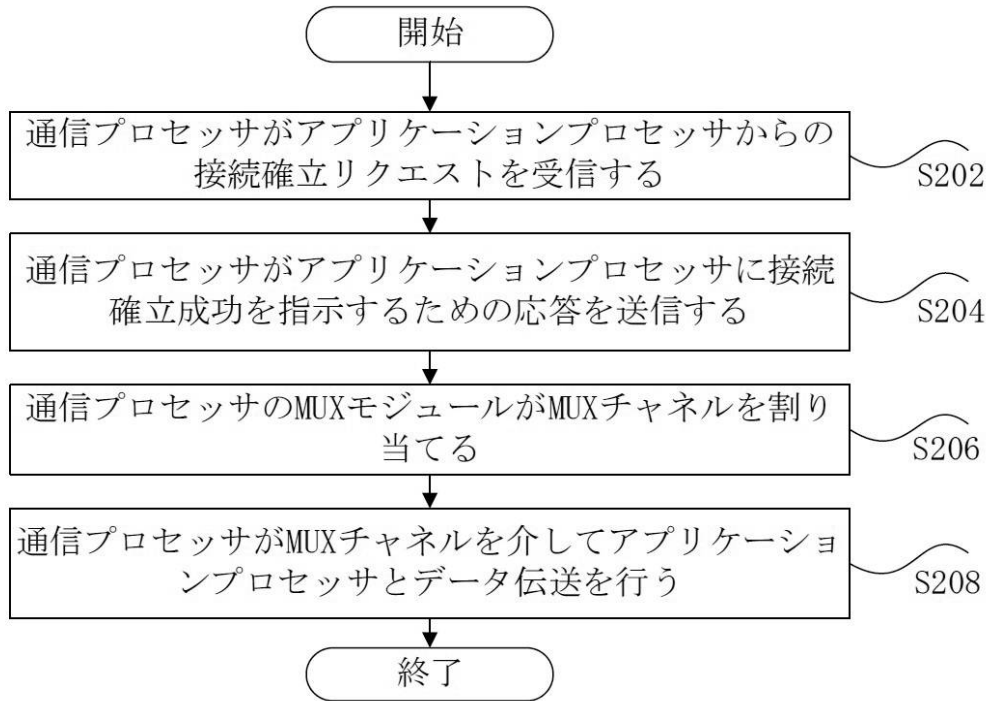 開始
通信プロセッサがアプリケーションプロセッサからの
接続確立リクエストを受信する
S202
通信プロセッサがアプリケーションプロセッサに接続
確立成功を指示するための応答を送信する
S204
通信プロセッサのMUXモジュールがMUXチャネルを割り
当てる
S206
通信プロセッサがMUXチャネルを介してアプリケーショ
ンプロセッサとデータ伝送を行う
S208
終了